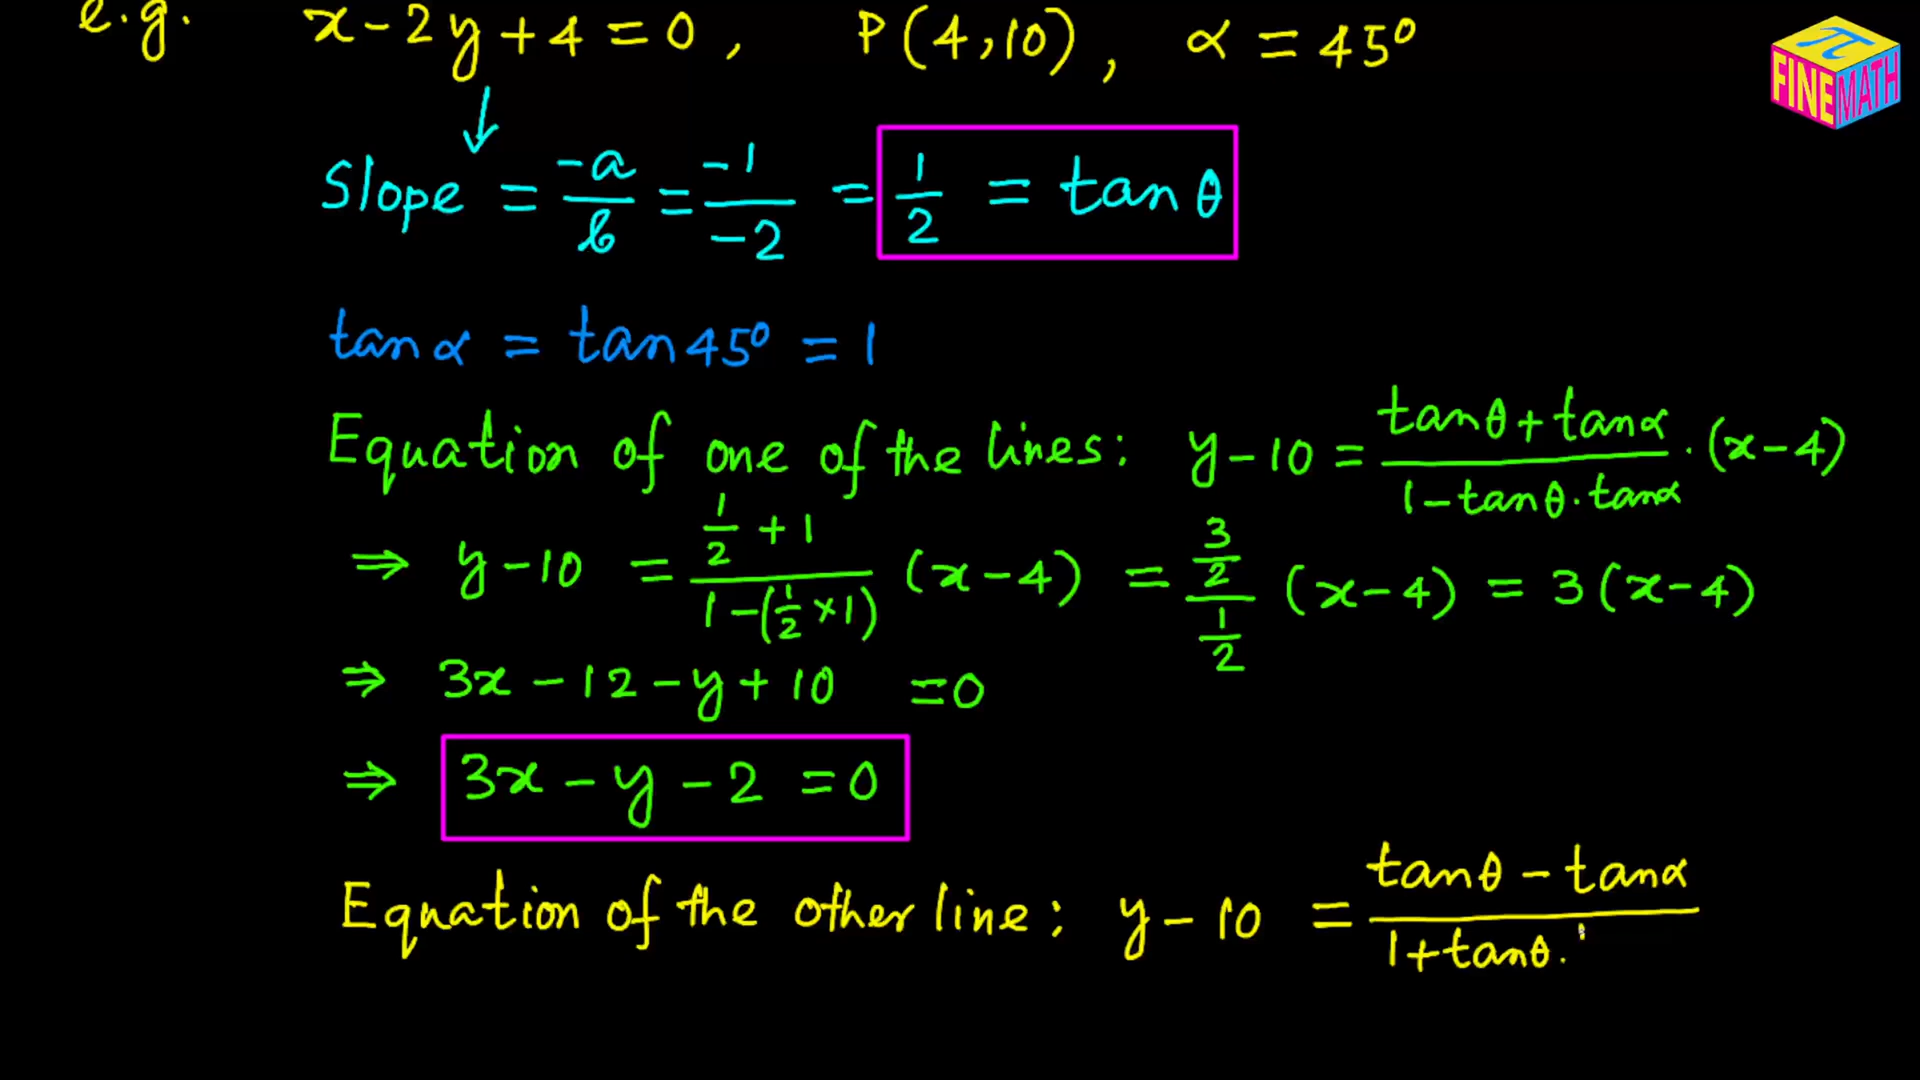 e.g. x-2y+4=0, P(4,10), α=45°
π
FINE MATH
Slope = -a/b = -1/-2 = 1/2 = tan θ
tan α = tan 45° = 1
Equation of one of the lines: y-10 = (tanθ + tanα)/(1-tanθ.tanα) . (x-4)
⇒ y-10 = (1/2 + 1)/(1-(1/2 × 1)) (x-4) = (3/2)/(1/2) (x-4) = 3(x-4)
⇒ 3x - 12 - y + 10 = 0
⇒ 3x - y - 2 = 0
Equation of the other line: y-10 = (tanθ - tanα)/(1+tanθ.